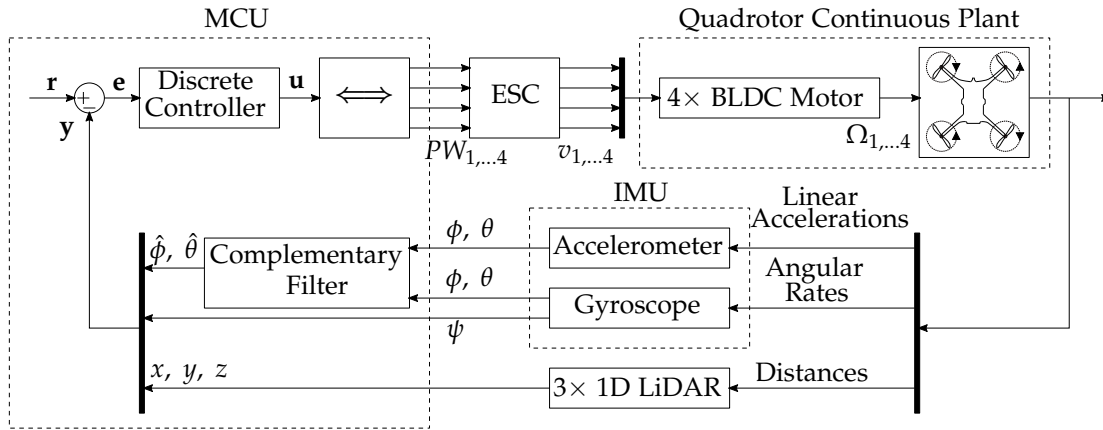 MCU
Quadrotor Continuous Plant
r
e
Discrete
Controller
u
⟺
ESC
4× BLDC Motor
+
−
y
PW1,...4
v1,...4
Ω1,...4
IMU
Linear
Accelerations
ϕ, θ
Accelerometer
ϕ̂, θ̂
Complementary
Filter
Angular
Rates
ϕ, θ
Gyroscope
ψ
x, y, z
3× 1D LiDAR
Distances